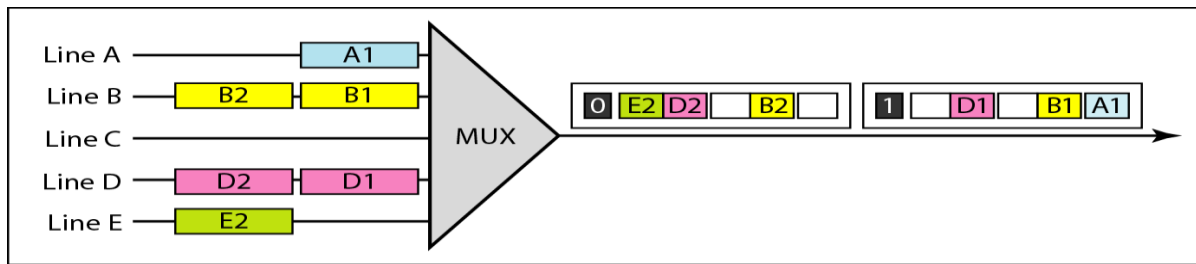 Line A A1
Line B B2 B1
0 E2 D2 B2 1 D1 B1 A1
Line C
MUX
Line D D2 D1
Line E E2